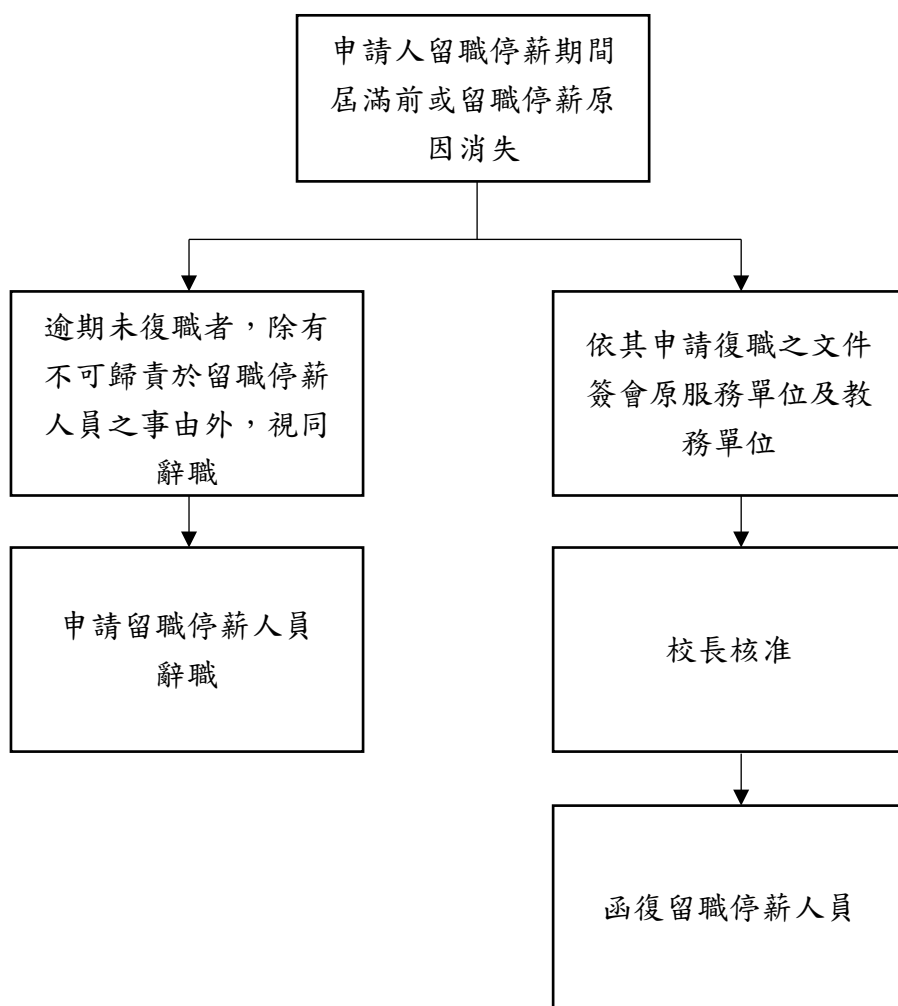 申請人留職停薪期間
屆滿前或留職停薪原
因消失
逾期未復職者，除有
不可歸責於留職停薪
人員之事由外，視同
辭職
依其申請復職之文件
簽會原服務單位及教
務單位
申請留職停薪人員
辭職
校長核准
函復留職停薪人員